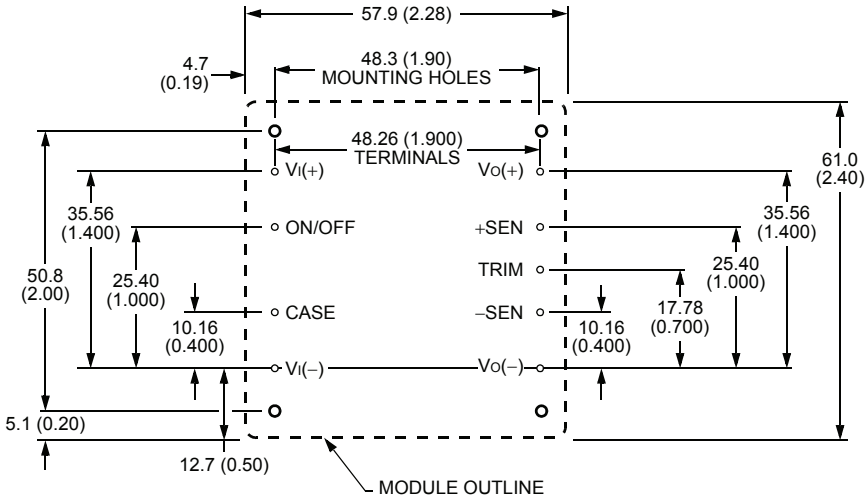 57.9 (2.28)
4.7
(0.19)
48.3 (1.90)
MOUNTING HOLES
48.26 (1.900)
TERMINALS
61.0
(2.40)
VI(+)
VO(+)
35.56
(1.400)
35.56
(1.400)
ON/OFF
+SEN
50.8
(2.00)
25.40
(1.000)
TRIM
25.40
(1.000)
CASE
–SEN
10.16
(0.400)
10.16
(0.400)
17.78
(0.700)
VI(–)
VO(–)
5.1 (0.20)
12.7 (0.50)
MODULE OUTLINE